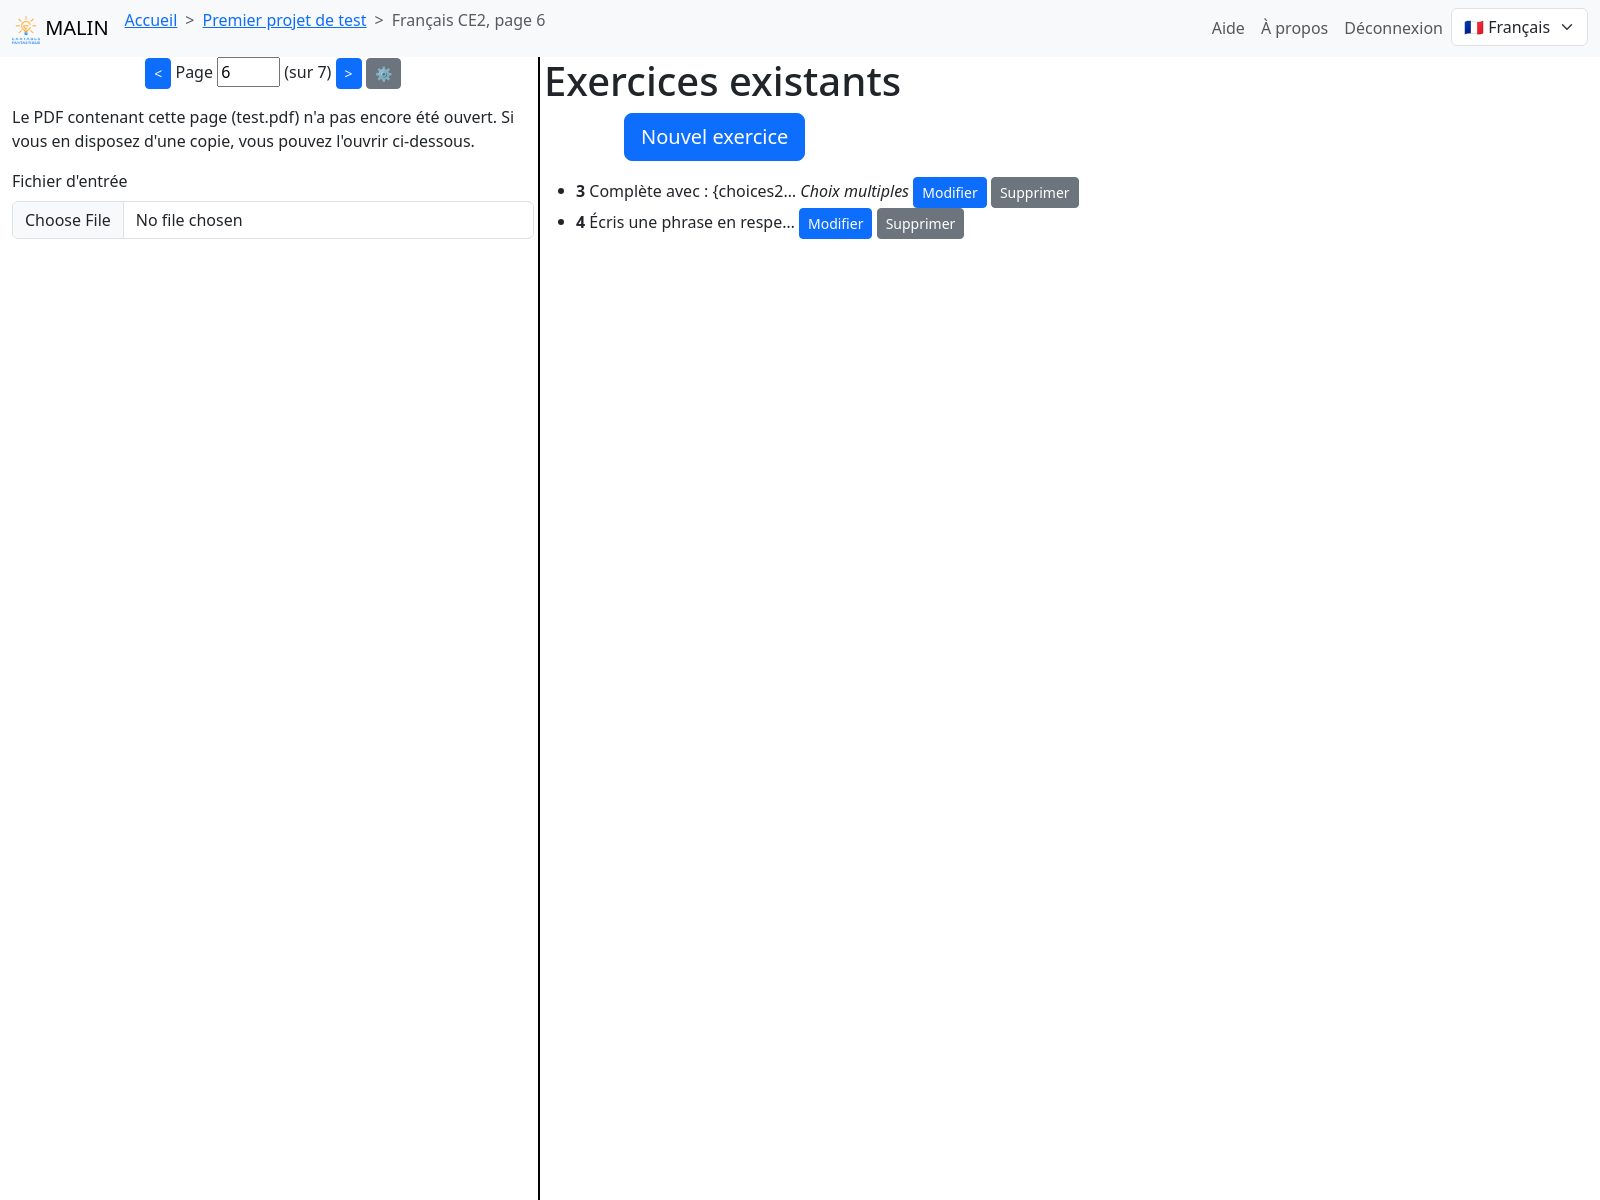 MALIN Accueil > Premier projet de test > Français CE2, page 6 Aide À propos Déconnexion 🇫🇷 Français
< Page 6 (sur 7) > ⚙️
Le PDF contenant cette page (test.pdf) n'a pas encore été ouvert. Si
vous en disposez d'une copie, vous pouvez l'ouvrir ci-dessous.
Fichier d'entrée
Choose File No file chosen
Exercices existants
Nouvel exercice
• 3 Complète avec : {choices2… Choix multiples Modifier Supprimer
• 4 Écris une phrase en respe… Modifier Supprimer